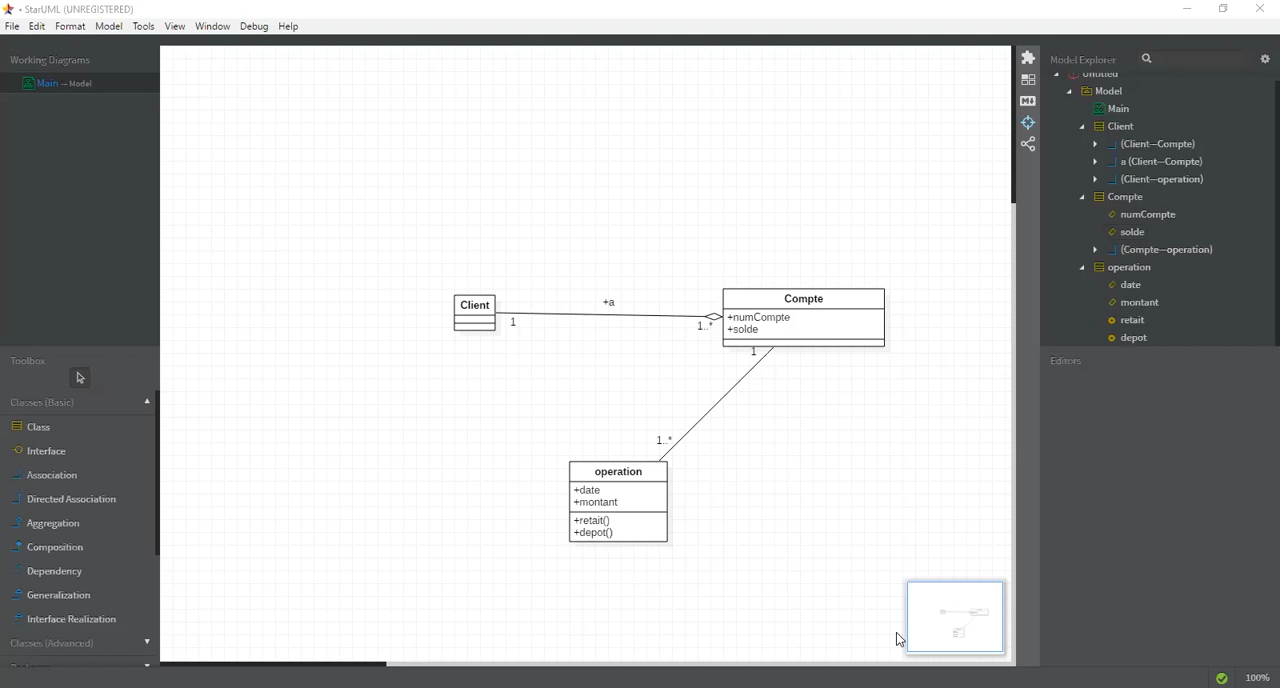 • StarUML (UNREGISTERED)
File Edit Format Model Tools View Window Debug Help
Working Diagrams
Main — Model
Toolbox
Classes (Basic)
Class
Interface
Association
Directed Association
Aggregation
Composition
Dependency
Generalization
Interface Realization
Classes (Advanced)
Client
1
+a
1..*
Compte
+numCompte
+solde
1
1..*
operation
+date
+montant
+retait()
+depot()
Model Explorer
Untitled
Model
Main
Client
(Client—Compte)
a (Client—Compte)
(Client—operation)
Compte
numCompte
solde
(Compte—operation)
operation
date
montant
retait
depot
Editors
100%